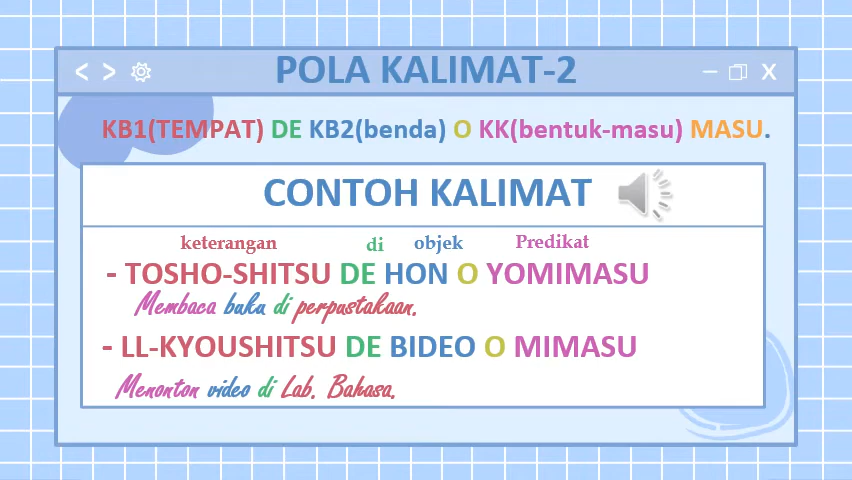 POLA KALIMAT-2
KB1(TEMPAT) DE KB2(benda) O KK(bentuk-masu) MASU.
CONTOH KALIMAT
keterangan di objek Predikat
- TOSHO-SHITSU DE HON O YOMIMASU
Membaca buku di perpustakaan.
- LL-KYOUSHITSU DE BIDEO O MIMASU
Menonton video di Lab. Bahasa.